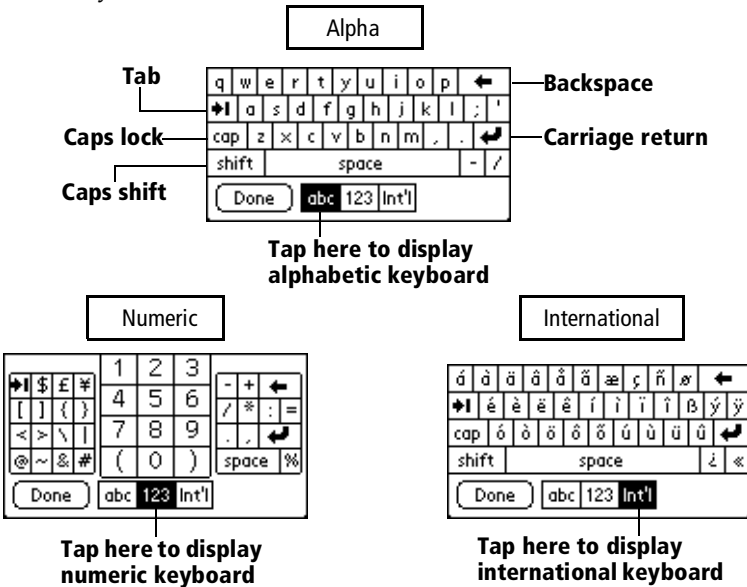 Alpha
Tab
q w e r t y u i o p
Backspace
a s d f g h j k l ; '
Caps lock
cap z x c v b n m , .
Carriage return
shift space - /
Caps shift
Done abc 123 Int'l
Tap here to display
alphabetic keyboard
Numeric
1 2 3
$ £ ¥
- +
4 5 6
[ ] { }
/ * : =
7 8 9
< > \ |
. ,
( 0 )
@ ~ & #
space %
Done abc 123 Int'l
Tap here to display
numeric keyboard
International
á à ä â å ã æ ç ñ ø
é è ë ê í ì ï î ß ý ÿ
cap ó ò ö ô õ ú ù ü û
shift space ¿ «
Done abc 123 Int'l
Tap here to display
international keyboard